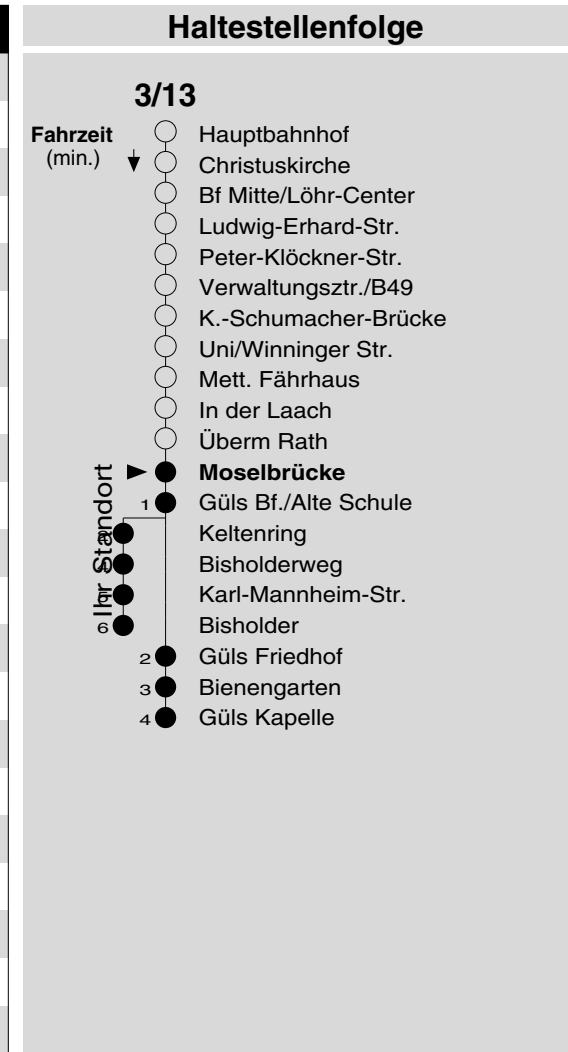 Haltestellenfolge
3/13
Fahrzeit
(min.)
Hauptbahnhof
Christuskirche
Bf Mitte/Löhr-Center
Ludwig-Erhard-Str.
Peter-Klöckner-Str.
Verwaltungsztr./B49
K.-Schumacher-Brücke
Uni/Winninger Str.
Mett. Fährhaus
In der Laach
Überm Rath
Ihr Standort
Moselbrücke
1 Güls Bf./Alte Schule
Keltenring
Bisholderweg
Karl-Mannheim-Str.
6 Bisholder
2 Güls Friedhof
3 Bienengarten
4 Güls Kapelle